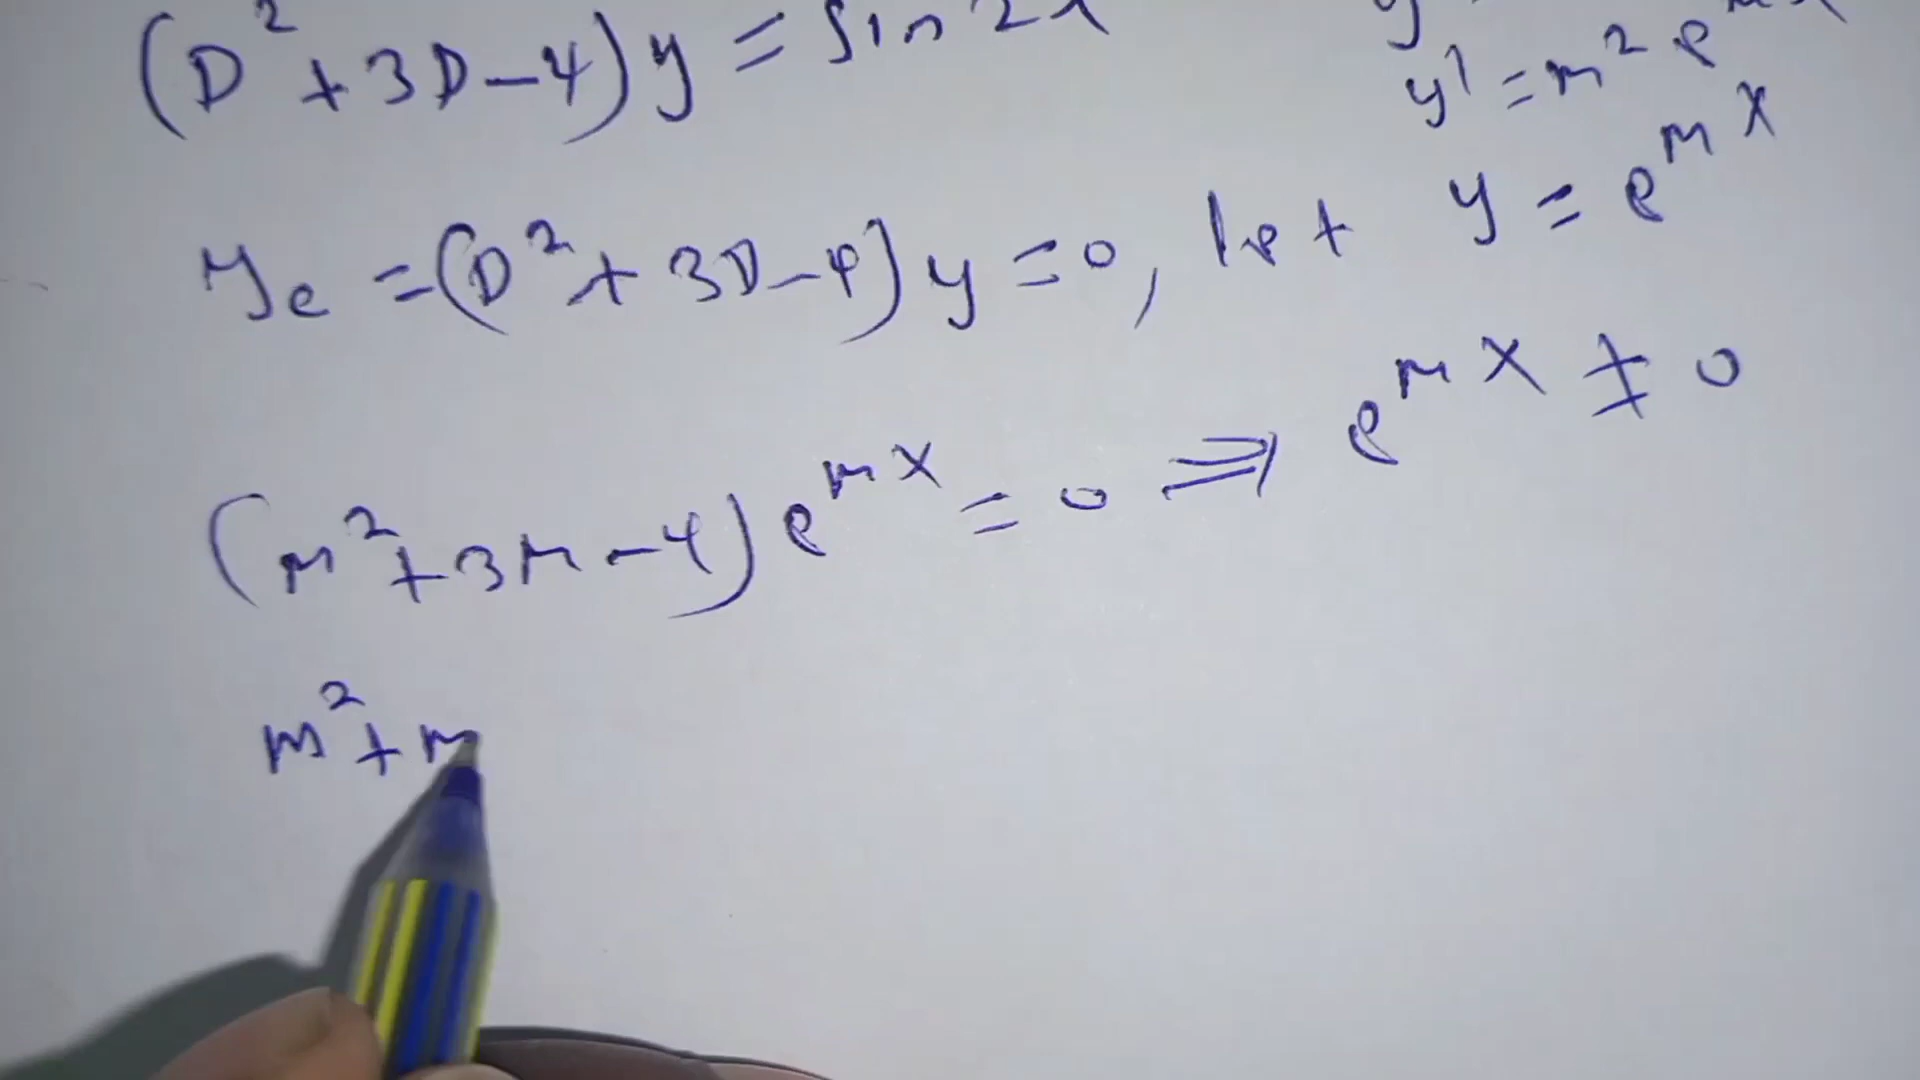 (D² + 3D - 4) y = sin 2x
y' = m² e
y_c = (D² + 3D - 4) y = 0, let y = e^{mx}
(m² + 3m - 4) e^{mx} = 0 ⇒ e^{mx} ≠ 0
m² + m